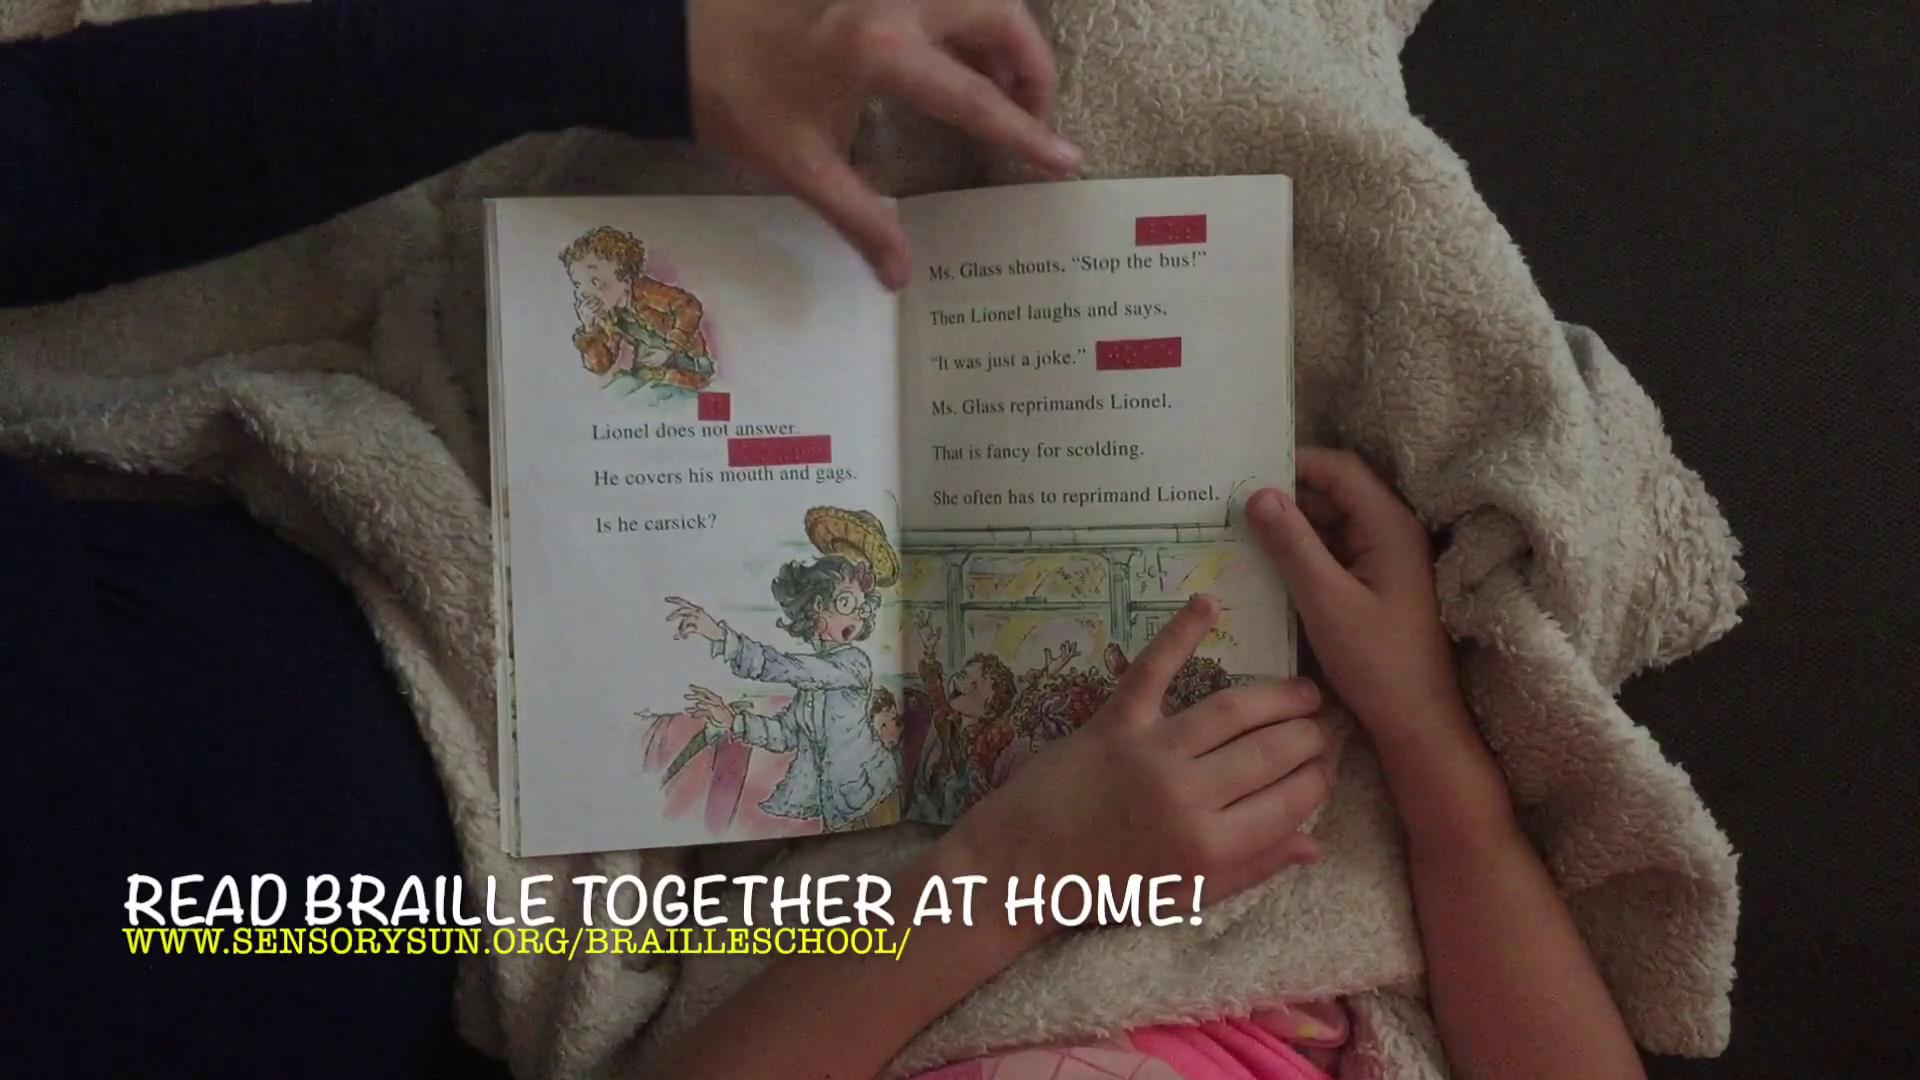 Lionel does not answer.
He covers his mouth and gags.
Is he carsick?
Ms. Glass shouts, “Stop the bus!”
Then Lionel laughs and says,
“It was just a joke.”
Ms. Glass reprimands Lionel.
That is fancy for scolding.
She often has to reprimand Lionel.
READ BRAILLE TOGETHER AT HOME!
WWW.SENSORYSUN.ORG/BRAILLESCHOOL/